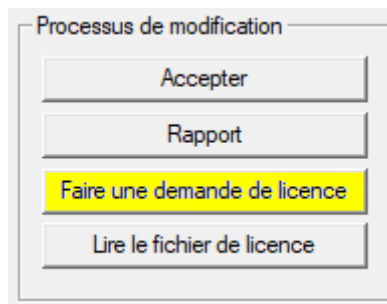 Processus de modification
Accepter
Rapport
Faire une demande de licence
Lire le fichier de licence